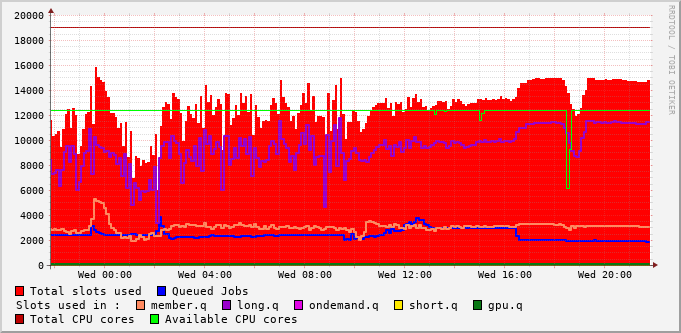 20000
18000
16000
14000
12000
10000
8000
6000
4000
2000
0
Wed 00:00 Wed 04:00 Wed 08:00 Wed 12:00 Wed 16:00 Wed 20:00
Total slots used Queued Jobs
Slots used in : member.q long.q ondemand.q short.q gpu.q
Total CPU cores Available CPU cores
RRDTOOL / TOBI OETIKER